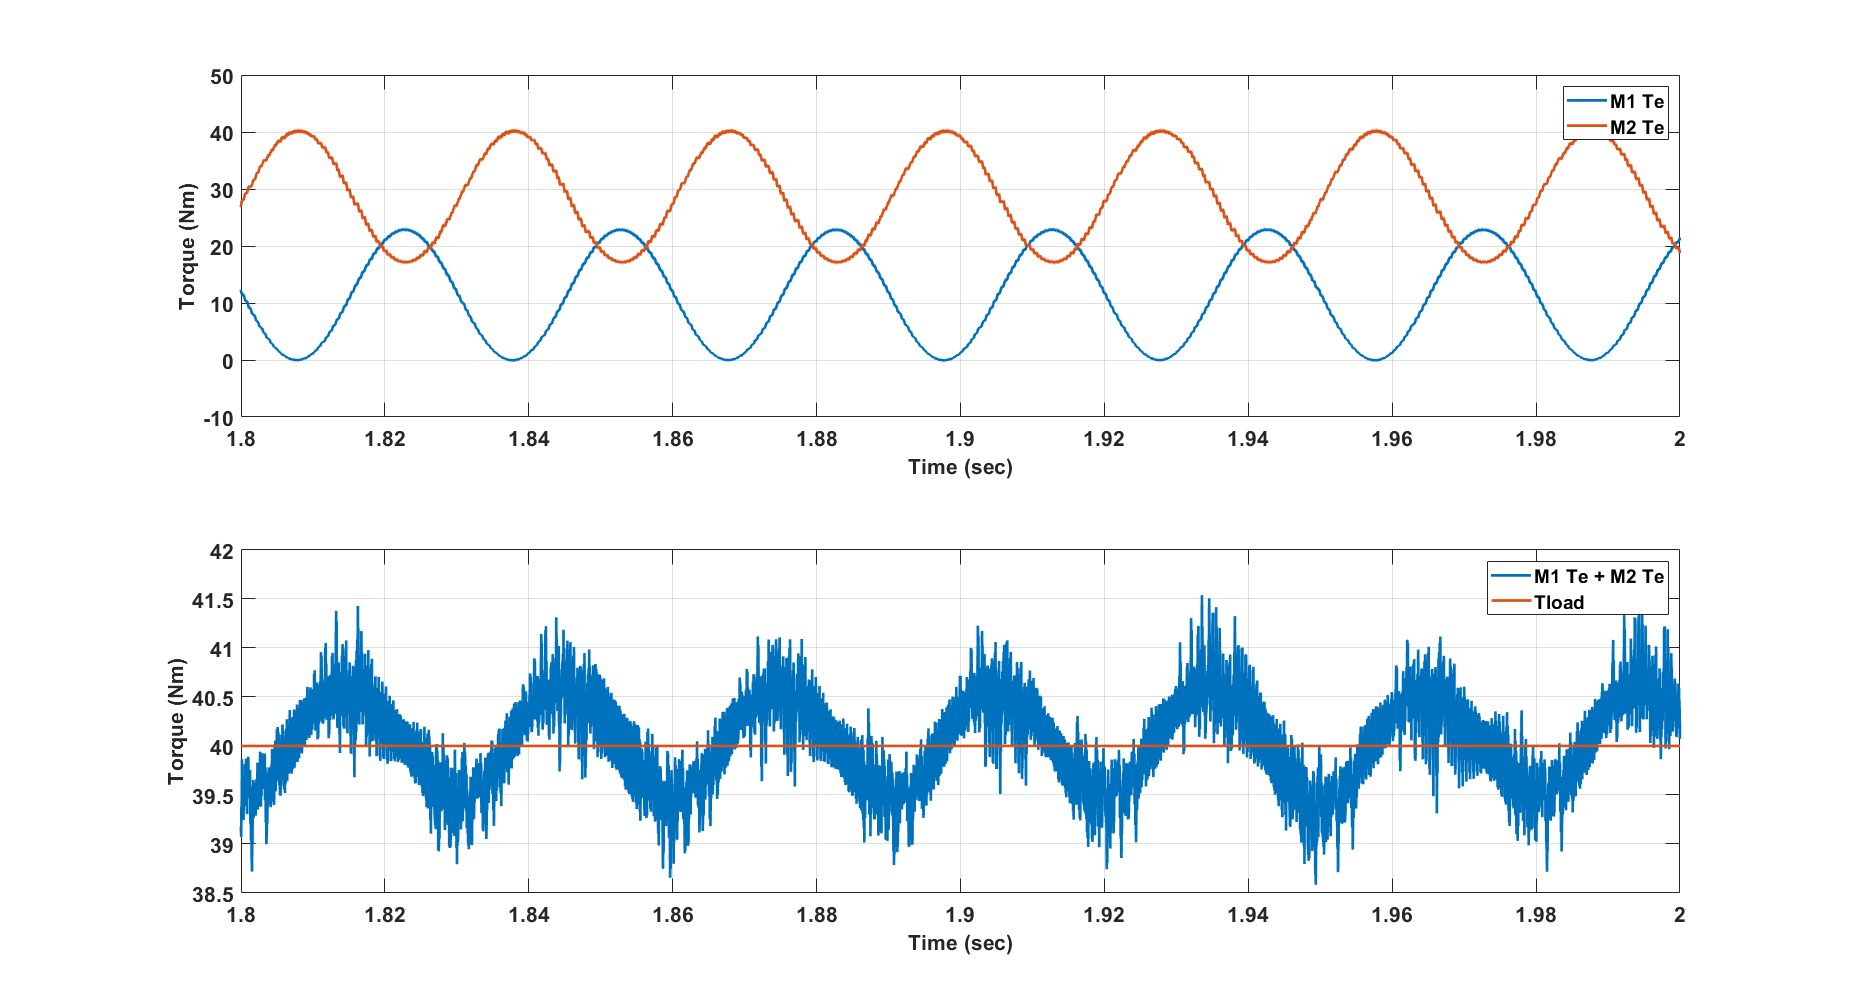 50
40
30
20
10
0
-10
Torque (Nm)
M1 Te
M2 Te
1.8 1.82 1.84 1.86 1.88 1.9 1.92 1.94 1.96 1.98 2
Time (sec)
42
41.5
41
40.5
40
39.5
39
38.5
Torque (Nm)
M1 Te + M2 Te
Tload
1.8 1.82 1.84 1.86 1.88 1.9 1.92 1.94 1.96 1.98 2
Time (sec)